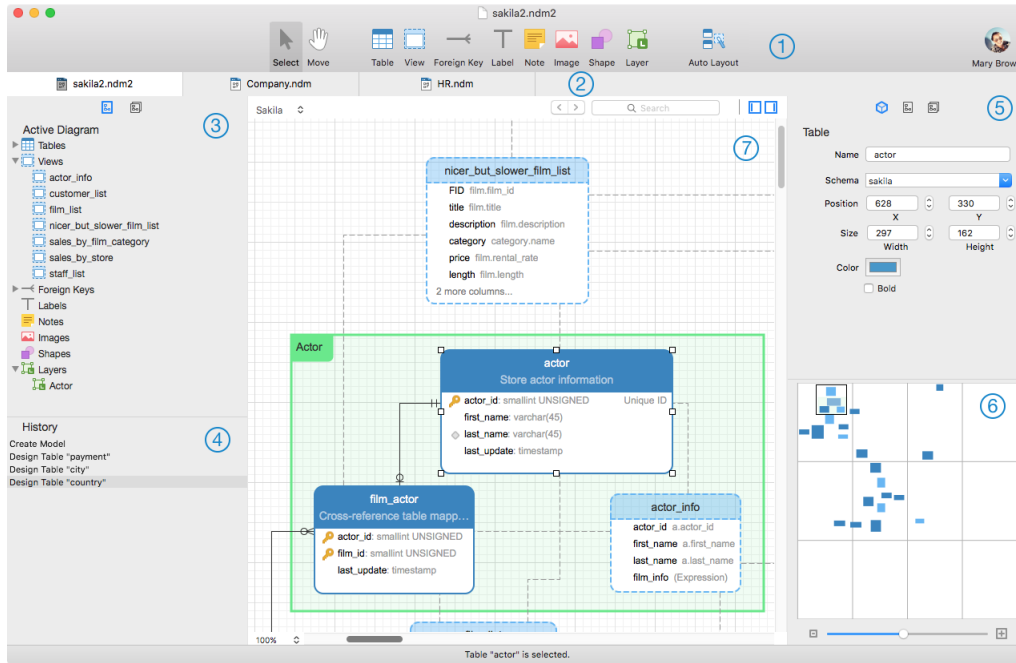 sakila2.ndm2
Select Move Table View Foreign Key Label Note Image Shape Layer Auto Layout
1
Mary Brow
sakila2.ndm2 Company.ndm HR.ndm
2
3
Active Diagram
Tables
Views
actor_info
customer_list
film_list
nicer_but_slower_film_list
sales_by_film_category
sales_by_store
staff_list
Foreign Keys
Labels
Notes
Images
Shapes
Layers
Actor
History
4
Create Model
Design Table "payment"
Design Table "city"
Design Table "country"
Sakila
Search
7
nicer_but_slower_film_list
FID film.film_id
title film.title
description film.description
category category.name
price film.rental_rate
length film.length
2 more columns...
Actor
actor
Store actor information
actor_id: smallint UNSIGNED Unique ID
first_name: varchar(45)
last_name: varchar(45)
last_update: timestamp
film_actor
Cross-reference table mapp...
actor_id: smallint UNSIGNED
film_id: smallint UNSIGNED
last_update: timestamp
actor_info
actor_id a.actor_id
first_name a.first_name
last_name a.last_name
film_info (Expression)
100%
5
Table
Name actor
Schema sakila
Position 628 330
X Y
Size 297 162
Width Height
Color
Bold
6
Table "actor" is selected.